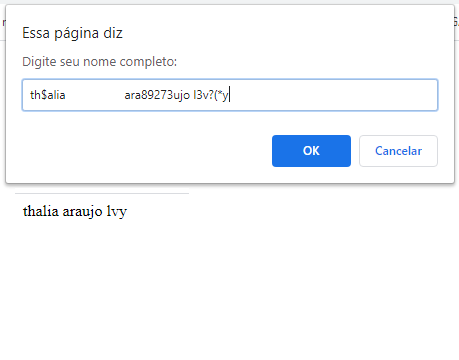 Essa página diz
Digite seu nome completo:
th$alia ara89273ujo l3v?(*y
OK Cancelar
thalia araujo lvy